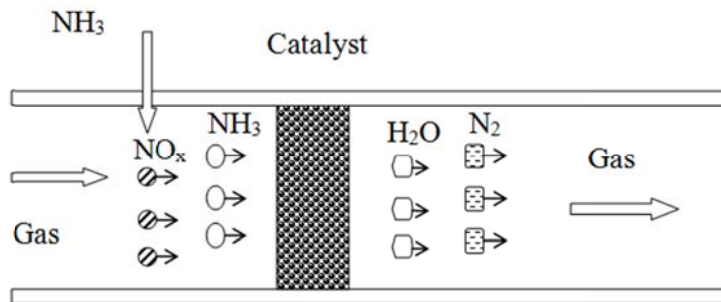 NH₃
Catalyst
NOₓ
NH₃
H₂O
N₂
Gas
Gas